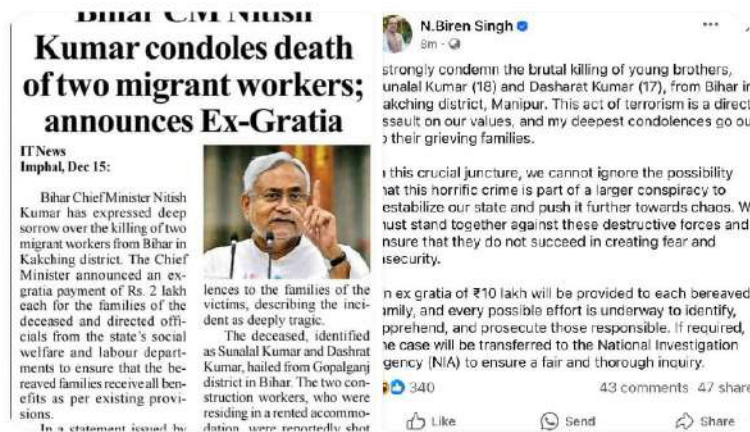 Bihar CM Nitish
Kumar condoles death
of two migrant workers;
announces Ex-Gratia
IT News
Imphal, Dec 15:
Bihar Chief Minister Nitish
Kumar has expressed deep
sorrow over the killing of two
migrant workers from Bihar in
Kakching district. The Chief
Minister announced an ex-
gratia payment of Rs. 2 lakh
each for the families of the
deceased and directed offi-
cials from the state's social
welfare and labour depart-
ments to ensure that the be-
reaved families receive all ben-
efits as per existing provi-
sions.
In a statement issued by
lences to the families of the
victims, describing the inci-
dent as deeply tragic.
The deceased, identified
as Sunalal Kumar and Dashrat
Kumar, hailed from Gopalganj
district in Bihar. The two con-
struction workers, who were
residing in a rented accommo-
dation, were reportedly shot
N.Biren Singh
8m
strongly condemn the brutal killing of young brothers,
unalal Kumar (18) and Dasharat Kumar (17), from Bihar in
akching district, Manipur. This act of terrorism is a direct
ssault on our values, and my deepest condolences go ou
o their grieving families.
this crucial juncture, we cannot ignore the possibility
hat this horrific crime is part of a larger conspiracy to
estabilize our state and push it further towards chaos. W
ust stand together against these destructive forces and
nsure that they do not succeed in creating fear and
security.
n ex gratia of ₹10 lakh will be provided to each bereaved
amily, and every possible effort is underway to identify,
pprehend, and prosecute those responsible. If required,
he case will be transferred to the National Investigation
gency (NIA) to ensure a fair and thorough inquiry.
340
43 comments 47 share
Like Send Share